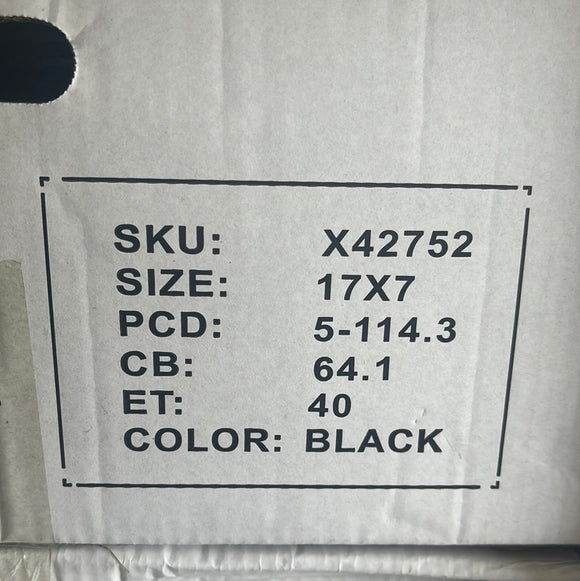 SKU: X42752
SIZE: 17X7
PCD: 5-114.3
CB: 64.1
ET: 40
COLOR: BLACK